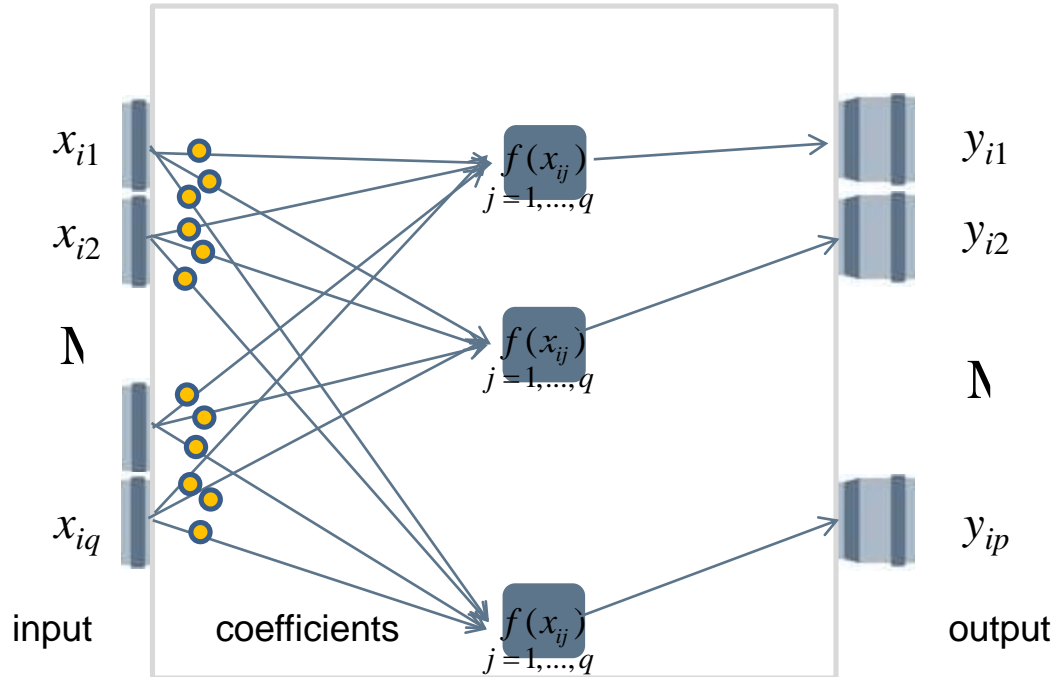 x_{i1}
x_{i2}
M
x_{iq}
input
coefficients
f(x_{ij})
j=1,...,q
f(x_{ij})
j=1,...,q
f(x_{ij})
j=1,...,q
y_{i1}
y_{i2}
M
y_{ip}
output